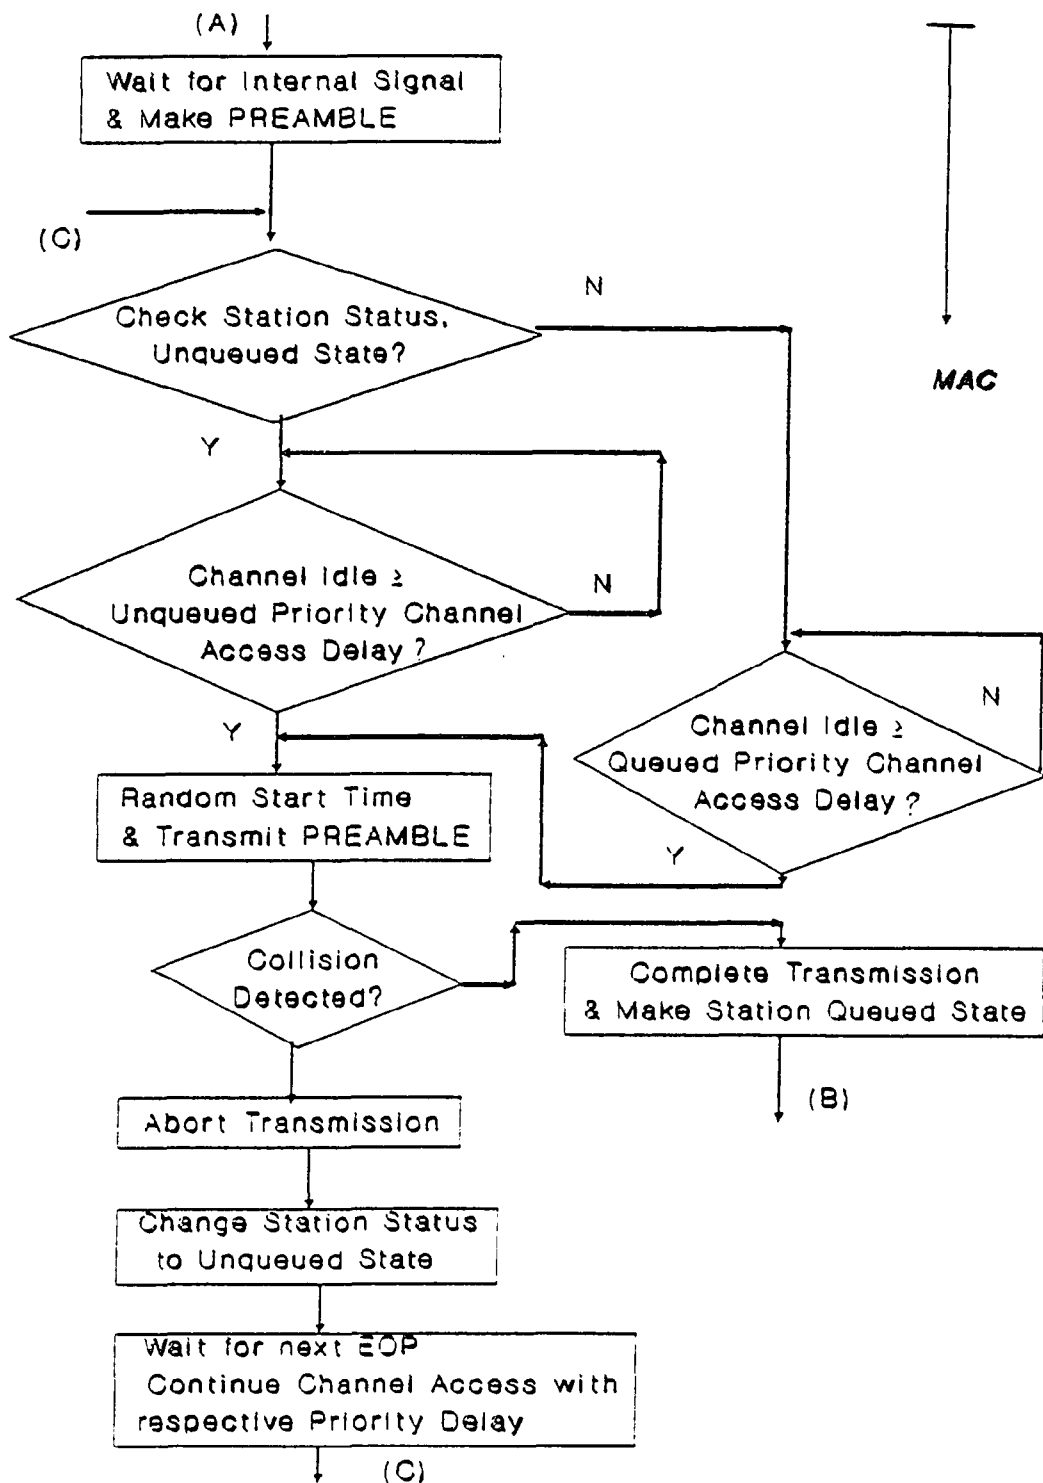 (A)
Wait for Internal Signal
& Make PREAMBLE
(C)
Check Station Status,
Unqueued State?
N
MAC
Y
Channel Idle ≥
Unqueued Priority Channel
Access Delay?
N
Y
Channel Idle ≥
Queued Priority Channel
Access Delay?
N
Y
Random Start Time
& Transmit PREAMBLE
Collision
Detected?
Complete Transmission
& Make Station Queued State
(B)
Abort Transmission
Change Station Status
to Unqueued State
Wait for next EOP
Continue Channel Access with
respective Priority Delay
(C)